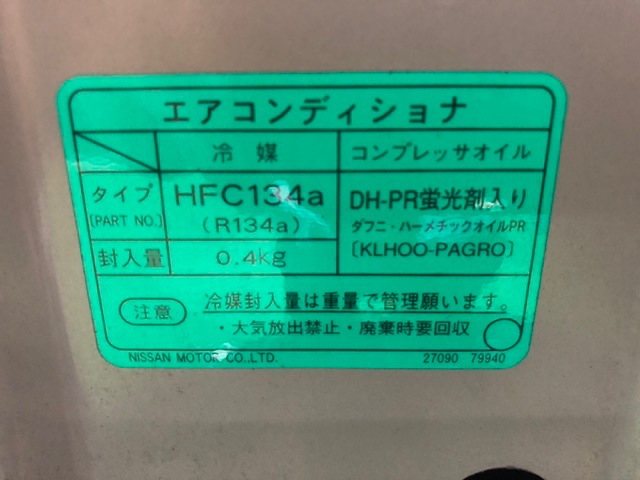 エアコンディショナ
冷媒 コンプレッサオイル
タイプ HFC134a DH-PR蛍光剤入り
[PART NO.] (R134a) ダフニ・ハーメチックオイルPR
封入量 0.4kg [KLHOO-PAGRO]
注意 冷媒封入量は重量で管理願います。
・大気放出禁止・廃棄時要回収
NISSAN MOTOR CO.,LTD. 27090 79940